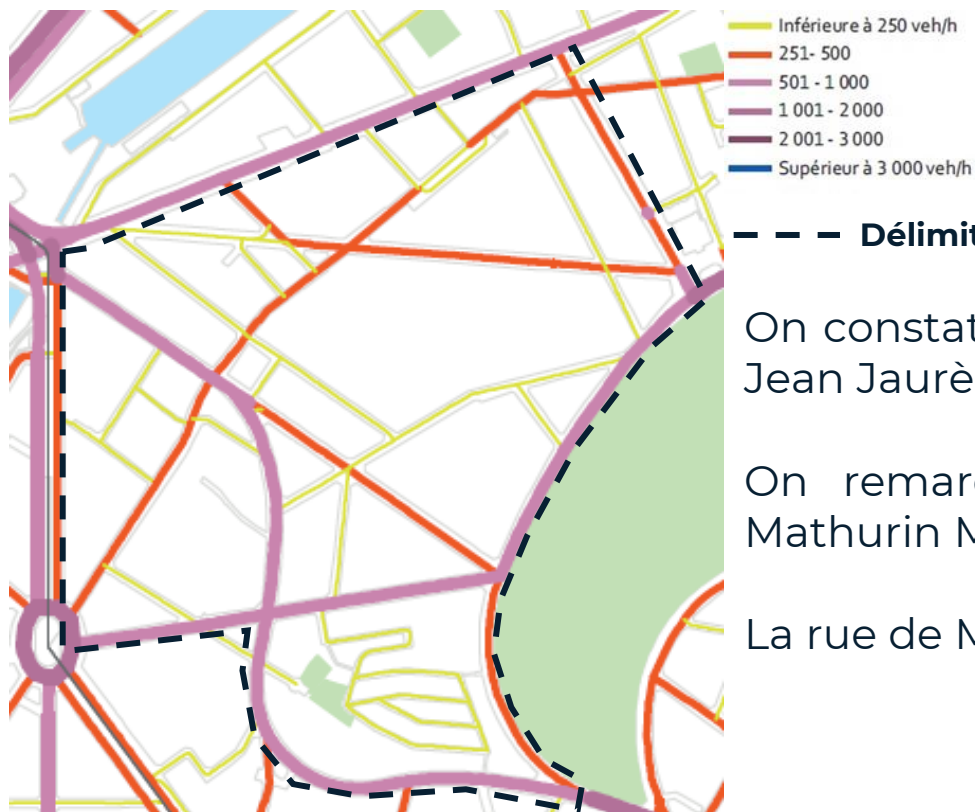 Inférieure à 250 veh/h
251- 500
501 - 1 000
1 001 - 2 000
2 001 - 3 000
Supérieur à 3 000 veh/h
Délimit
On constat
Jean Jaurè
On remarc
Mathurin M
La rue de M